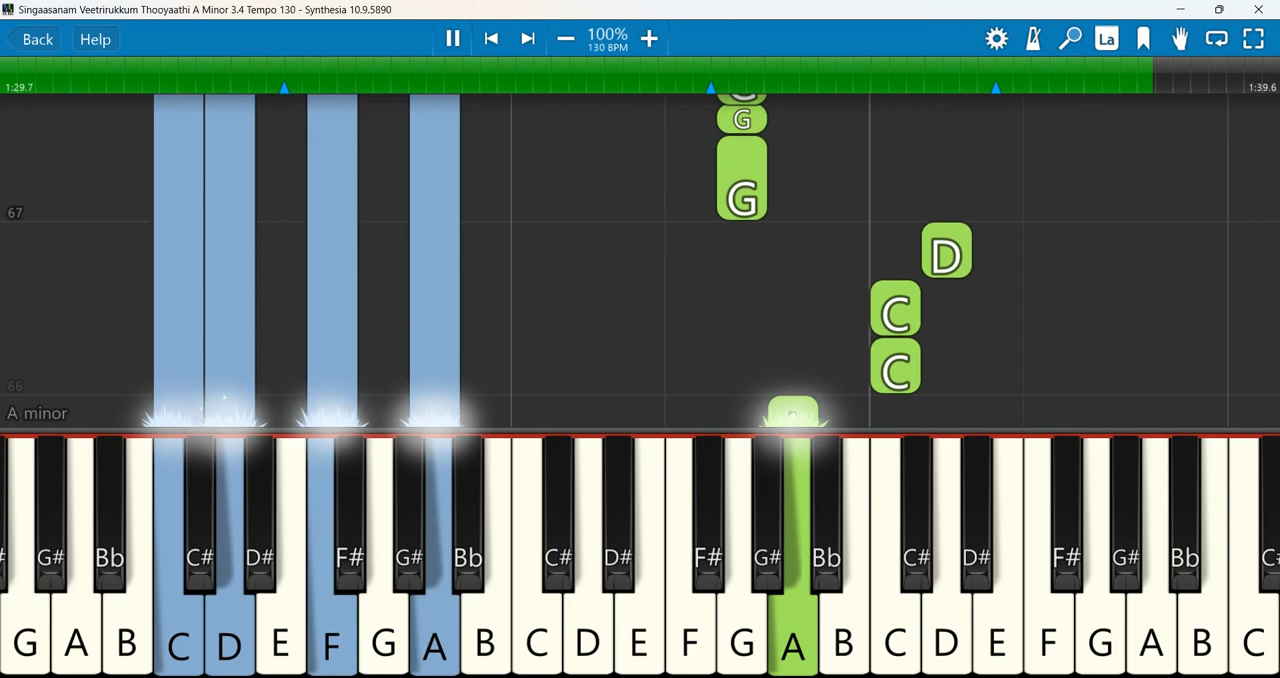 Singaasanam Veetrirukkum Thooyaathi A Minor 3.4 Tempo 130 - Synthesia 10.9.5890
Back Help 100% La
130 BPM
1:29.7 1:39.6
G
G
67
D
C
C
66
A minor
G# Bb C# D# F# G# Bb C# D# F# G# Bb C# D# F# G# Bb
G A B C D E F G A B C D E F G A B C D E F G A B C